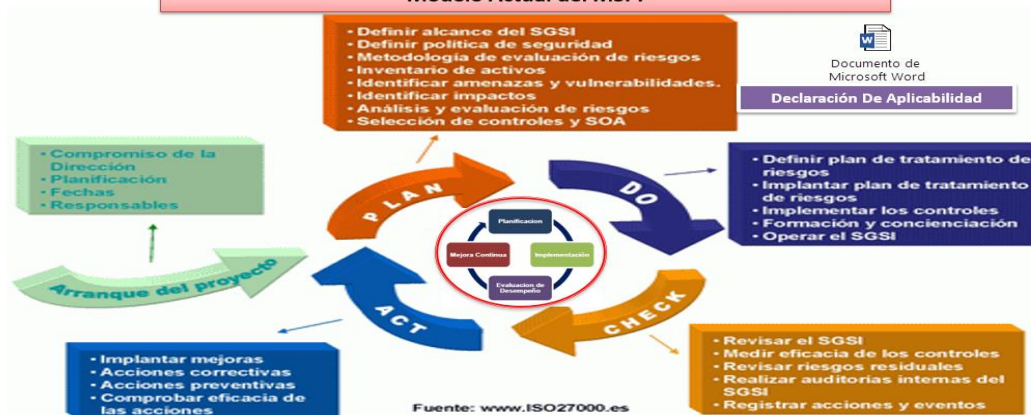 Modelo Actual del MSPI
• Definir alcance del SGSI
• Definir política de seguridad
• Metodología de evaluación de riesgos
• Inventario de activos
• Identificar amenazas y vulnerabilidades.
• Identificar impactos
• Análisis y evaluación de riesgos
• Selección de controles y SOA
Documento de
Microsoft Word
Declaración De Aplicabilidad
• Compromiso de la
Dirección
• Planificación
• Fechas
• Responsables
Arranque del proyecto
PLAN
DO
• Definir plan de tratamiento de
riesgos
• Implantar plan de tratamiento
de riesgos
• Implementar los controles
• Formación y concienciación
• Operar el SGSI
Planificacion
Mejora Continua
Implementación
Evaluacion de
Desempeño
ACT
CHECK
• Implantar mejoras
• Acciones correctivas
• Acciones preventivas
• Comprobar eficacia de
las acciones
• Revisar el SGSI
• Medir eficacia de los controles
• Revisar riesgos residuales
• Realizar auditorías internas del
SGSI
• Registrar acciones y eventos
Fuente: www.ISO27000.es